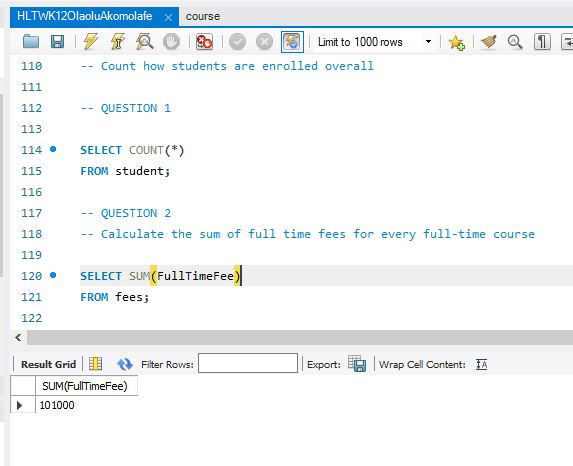 HLTWK12OlaoluAkomolafe × course
Limit to 1000 rows
110 -- Count how students are enrolled overall
111
112 -- QUESTION 1
113
114 SELECT COUNT(*)
115 FROM student;
116
117 -- QUESTION 2
118 -- Calculate the sum of full time fees for every full-time course
119
120 SELECT SUM(FullTimeFee)
121 FROM fees;
122
Result Grid Filter Rows: Export: Wrap Cell Content:
SUM(FullTimeFee)
101000